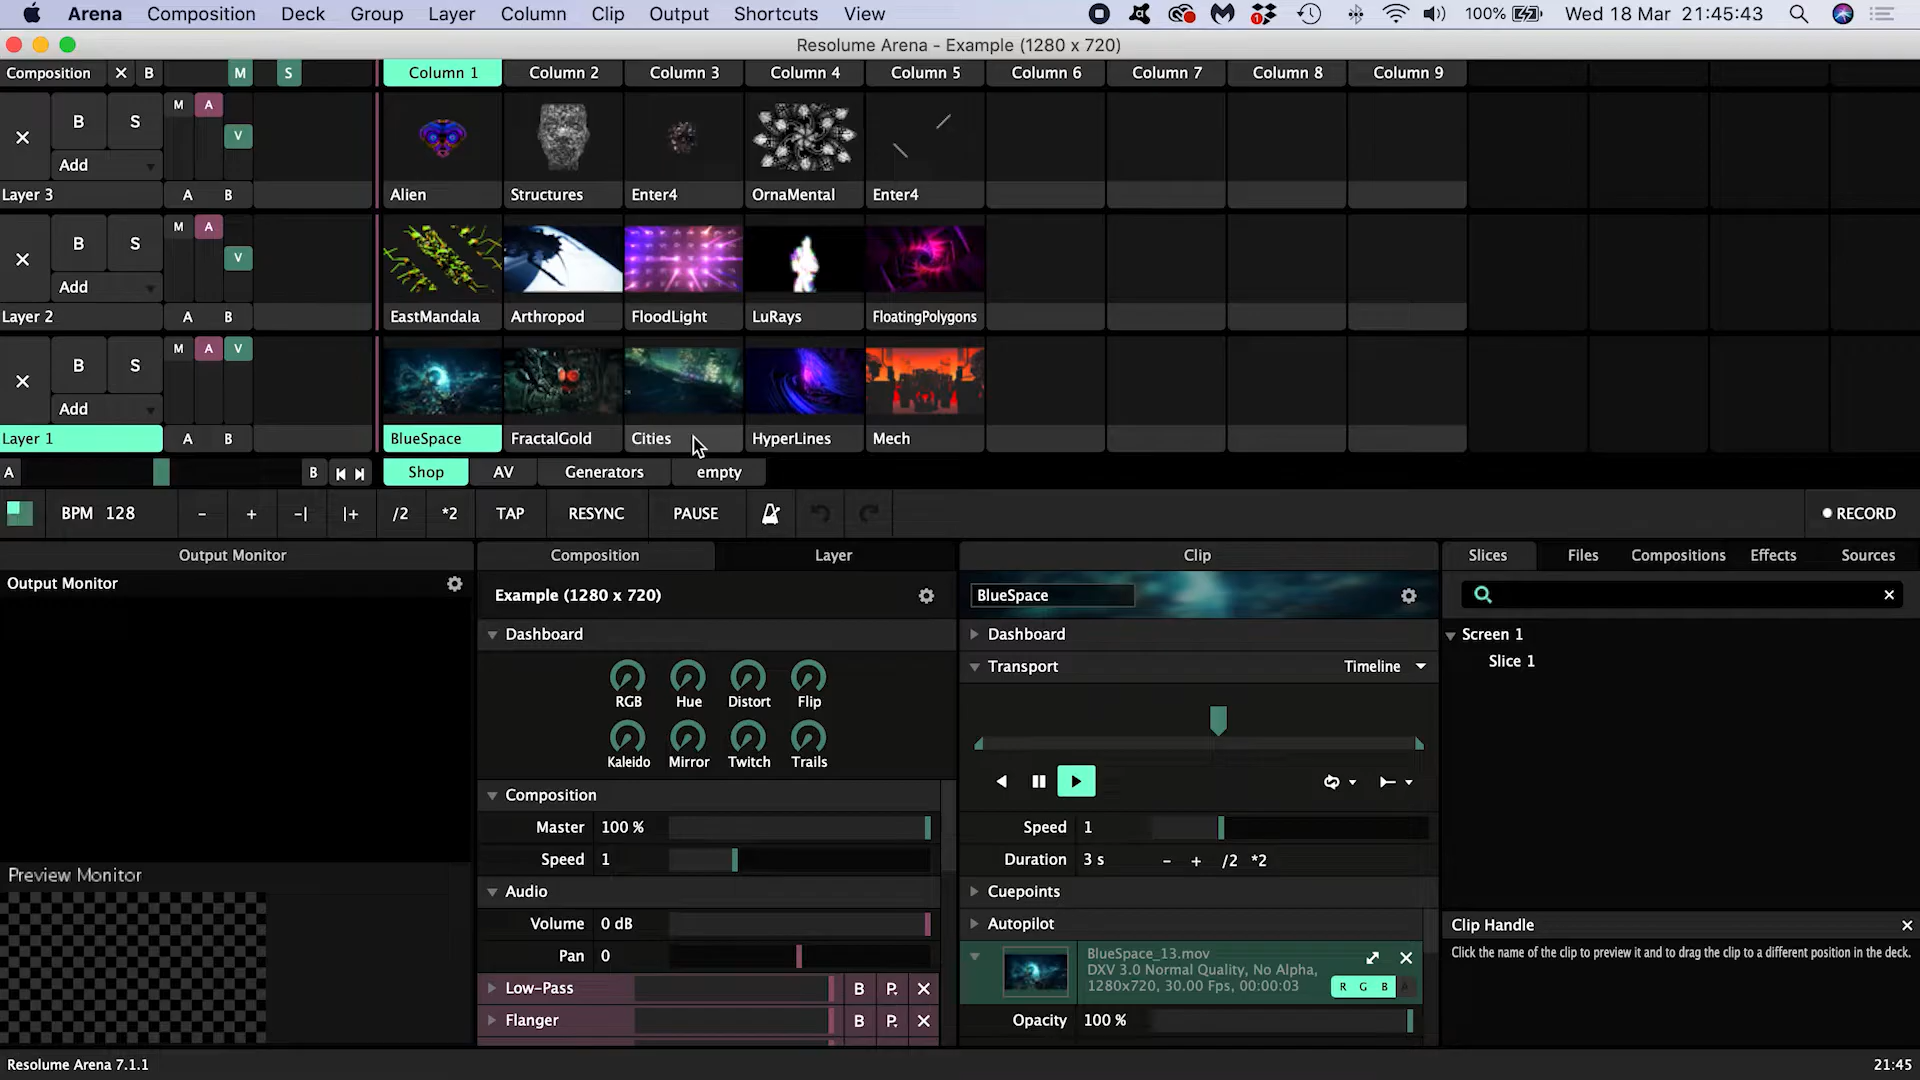 Arena Composition Deck Group Layer Column Clip Output Shortcuts View 1 100% Wed 18 Mar 21:45:43
Resolume Arena - Example (1280 x 720)
Composition B M S Column 1 Column 2 Column 3 Column 4 Column 5 Column 6 Column 7 Column 8 Column 9
M A
B S V
Add
Layer 3 A B Alien Structures Enter4 OrnaMental Enter4
M A
B S V
Add
Layer 2 A B EastMandala Arthropod FloodLight LuRays FloatingPolygons
M A V
B S
Add
Layer 1 A B BlueSpace FractalGold Cities HyperLines Mech
A B Shop AV Generators empty
BPM 128 - + -| |+ /2 *2 TAP RESYNC PAUSE RECORD
Output Monitor Composition Layer Clip Slices Files Compositions Effects Sources
Output Monitor Example (1280 x 720) BlueSpace
Dashboard Dashboard Screen 1
Transport Timeline Slice 1
RGB Hue Distort Flip
Kaleido Mirror Twitch Trails
Composition
Master 100 % Speed 1
Speed 1 Duration 3 s - + /2 *2
Preview Monitor Audio Cuepoints
Volume 0 dB Autopilot Clip Handle
Pan 0 BlueSpace_13.mov Click the name of the clip to preview it and to drag the clip to a different position in the deck.
DXV 3.0 Normal Quality, No Alpha,
Low-Pass B P. 1280x720, 30.00 Fps, 00:00:03 R G B A
Flanger B P. Opacity 100 %
Resolume Arena 7.1.1 21:45